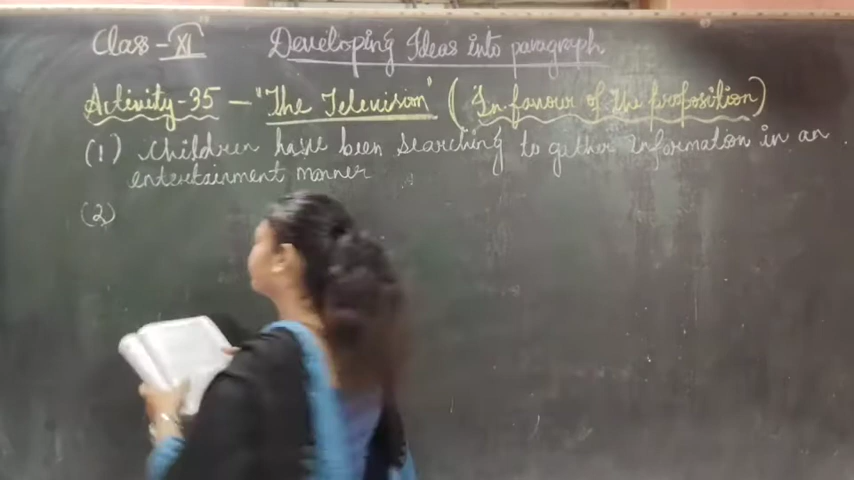 Class - XI Developing Ideas into paragraph
Activity-35 - "The Television" (In favour of the proposition)
(1) Children have been searching to gather information in an
entertainment manner
(2)